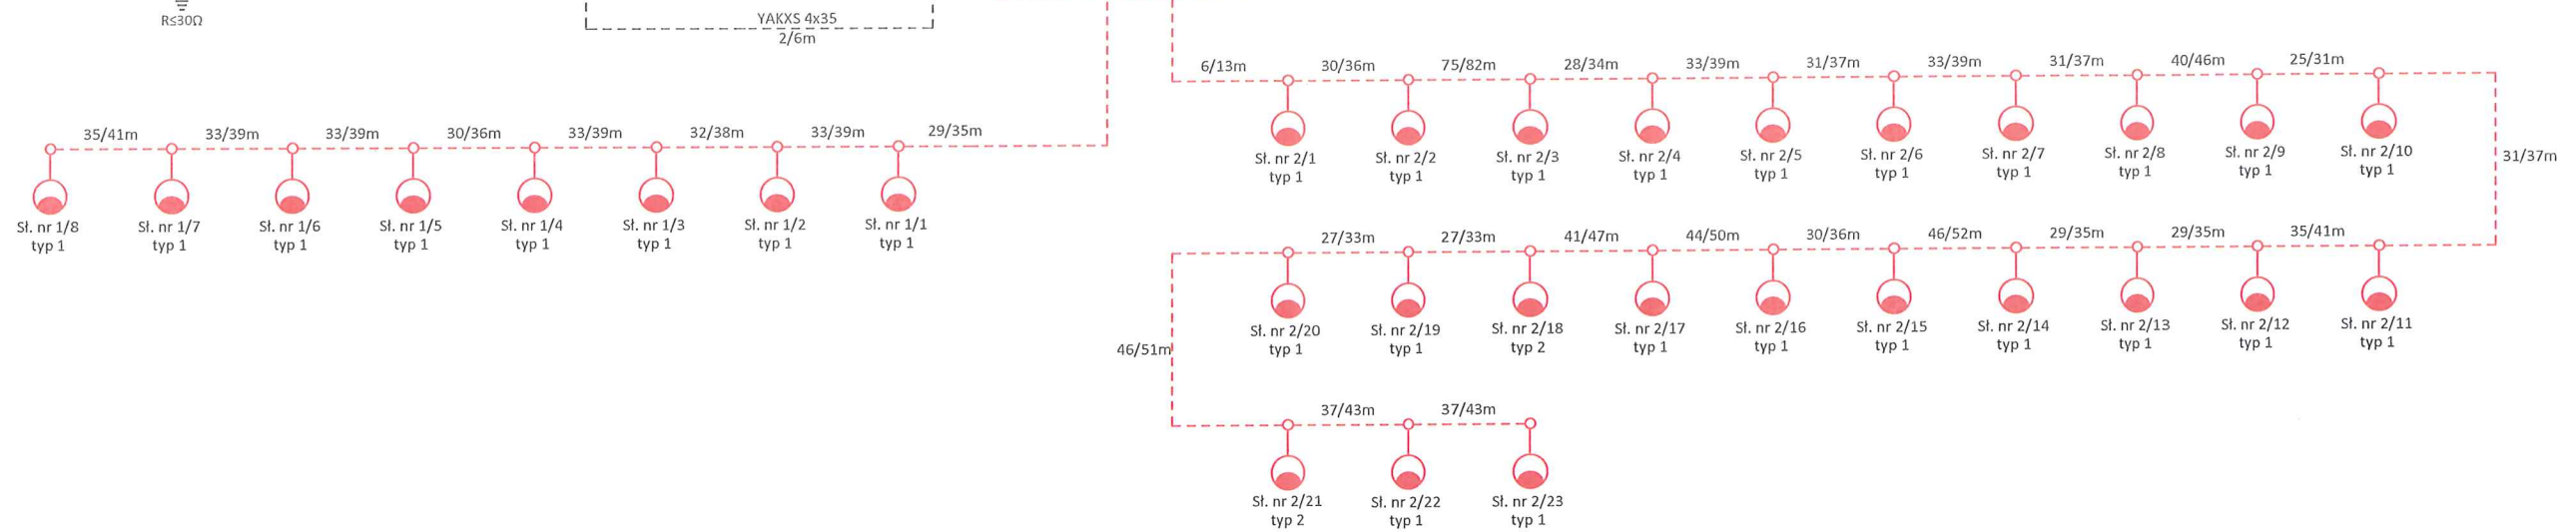 R≤30Ω
YAKXS 4x35
2/6m
6/13m 30/36m 75/82m 28/34m 33/39m 31/37m 33/39m 31/37m 40/46m 25/31m
Sł. nr 2/1 Sł. nr 2/2 Sł. nr 2/3 Sł. nr 2/4 Sł. nr 2/5 Sł. nr 2/6 Sł. nr 2/7 Sł. nr 2/8 Sł. nr 2/9 Sł. nr 2/10
typ 1 typ 1 typ 1 typ 1 typ 1 typ 1 typ 1 typ 1 typ 1 typ 1
31/37m
35/41m 33/39m 33/39m 30/36m 33/39m 32/38m 33/39m 29/35m
Sł. nr 1/8 Sł. nr 1/7 Sł. nr 1/6 Sł. nr 1/5 Sł. nr 1/4 Sł. nr 1/3 Sł. nr 1/2 Sł. nr 1/1
typ 1 typ 1 typ 1 typ 1 typ 1 typ 1 typ 1 typ 1
27/33m 27/33m 41/47m 44/50m 30/36m 46/52m 29/35m 29/35m 35/41m
Sł. nr 2/20 Sł. nr 2/19 Sł. nr 2/18 Sł. nr 2/17 Sł. nr 2/16 Sł. nr 2/15 Sł. nr 2/14 Sł. nr 2/13 Sł. nr 2/12 Sł. nr 2/11
typ 1 typ 1 typ 2 typ 1 typ 1 typ 1 typ 1 typ 1 typ 1 typ 1
46/51m
37/43m 37/43m
Sł. nr 2/21 Sł. nr 2/22 Sł. nr 2/23
typ 2 typ 1 typ 1